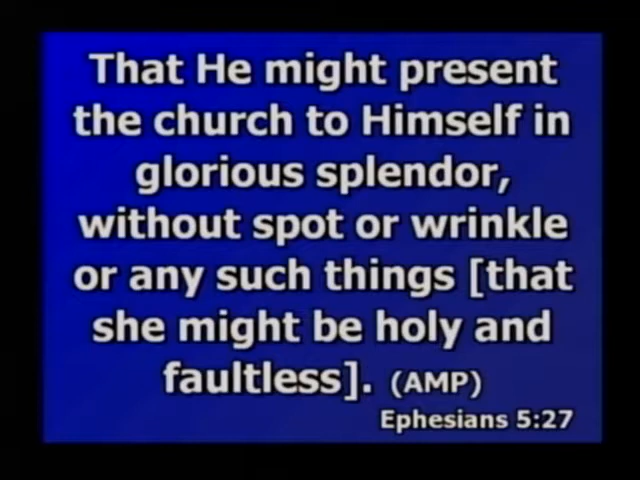 That He might present
the church to Himself in
glorious splendor,
without spot or wrinkle
or any such things [that
she might be holy and
faultless]. (AMP)
Ephesians 5:27